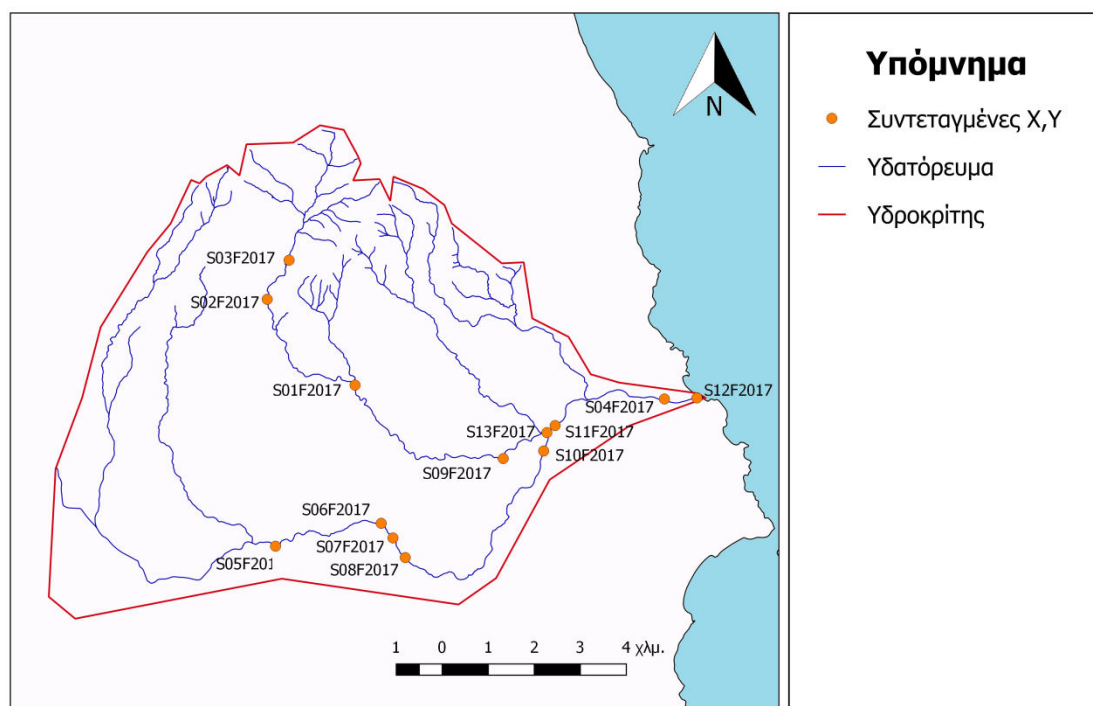 N
S03F2017
S02F2017
S01F2017
S04F2017
S12F2017
S13F2017
S11F2017
S10F2017
S09F2017
S06F2017
S07F2017
S05F201
S08F2017
1 0 1 2 3 4 χλμ.
Υπόμνημα
Συντεταγμένες Χ,Υ
Υδατόρευμα
Υδροκρίτης